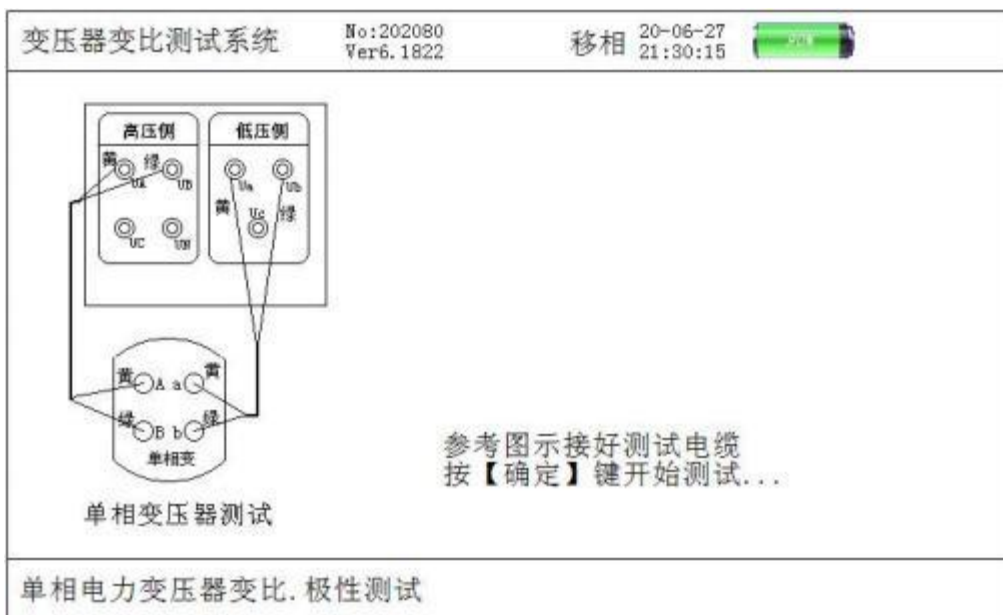 变压器变比测试系统
No:202080
Ver6.1822
移相
20-06-27
21:30:15
高压侧
低压侧
黄
绿
UA
UB
Ua
Ub
黄
Uc
绿
UC
UN
黄
A a
黄
绿
B b
绿
单相变
参考图示接好测试电缆
按【确定】键开始测试...
单相变压器测试
单相电力变压器变比.极性测试